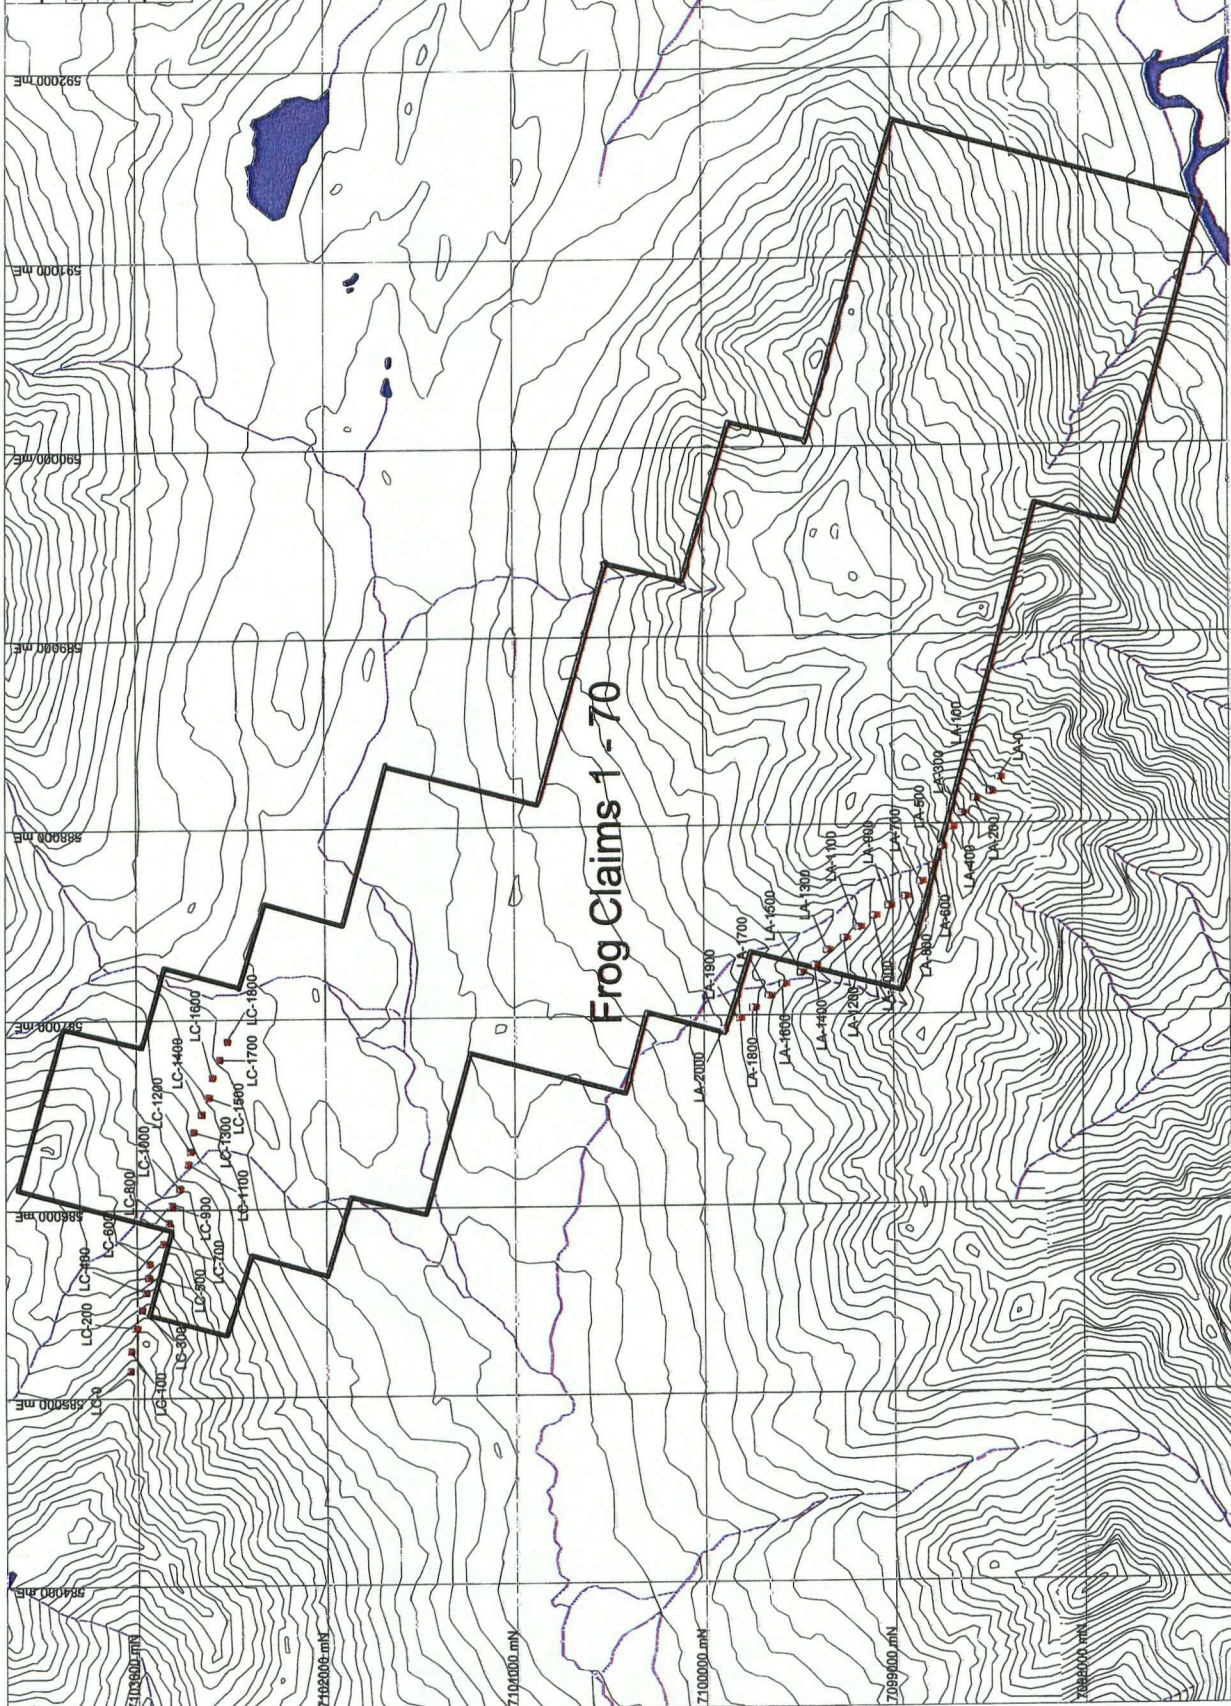 592000 mE
591000 mE
590000 mE
589000 mE
588000 mE
587000 mE
586000 mE
585000 mE
584000 mE
7103000 mN
7102000 mN
7101000 mN
7100000 mN
7099000 mN
7098000 mN
Frog Claims 1 - 70
LC-0
LC-100
LC-200
LC-300
LC-400
LC-500
LC-600
LC-700
LC-800
LC-900
LC-1000
LC-1100
LC-1200
LC-1300
LC-1400
LC-1500
LC-1600
LC-1700
LC-1800
LA-2000
LA-1900
LA-1800
LA-1700
LA-1600
LA-1500
LA-1400
LA-1300
LA-1200
LA-1100
LA-1000
LA-900
LA-800
LA-700
LA-600
LA-500
LA-400
LA-300
LA-200
LA-100
LA-0